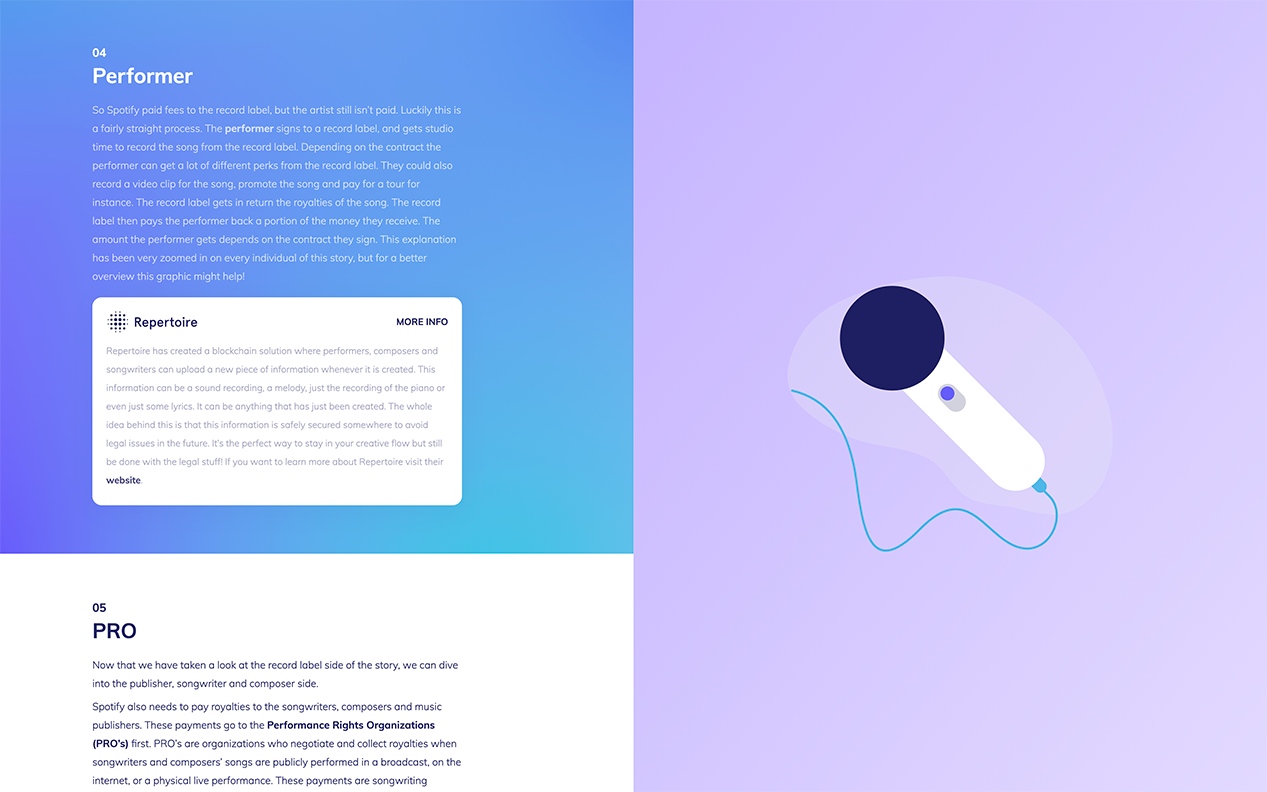 04
Performer
So Spotify paid fees to the record label, but the artist still isn't paid. Luckily this is
a fairly straight process. The performer signs to a record label, and gets studio
time to record the song from the record label. Depending on the contract the
performer can get a lot of different perks from the record label. They could also
record a video clip for the song, promote the song and pay for a tour for
instance. The record label gets in return the royalties of the song. The record
label then pays the performer back a portion of the money they receive. The
amount the performer gets depends on the contract they sign. This explanation
has been very zoomed in on every individual of this story, but for a better
overview this graphic might help!
Repertoire
MORE INFO
Repertoire has created a blockchain solution where performers, composers and
songwriters can upload a new piece of information whenever it is created. This
information can be a sound recording, a melody, just the recording of the piano or
even just some lyrics. It can be anything that has just been created. The whole
idea behind this is that this information is safely secured somewhere to avoid
legal issues in the future. It's the perfect way to stay in your creative flow but still
be done with the legal stuff! If you want to learn more about Repertoire visit their
website.
05
PRO
Now that we have taken a look at the record label side of the story, we can dive
into the publisher, songwriter and composer side.
Spotify also needs to pay royalties to the songwriters, composers and music
publishers. These payments go to the Performance Rights Organizations
(PRO's) first. PRO's are organizations who negotiate and collect royalties when
songwriters and composers' songs are publicly performed in a broadcast, on the
internet, or a physical live performance. These payments are songwriting